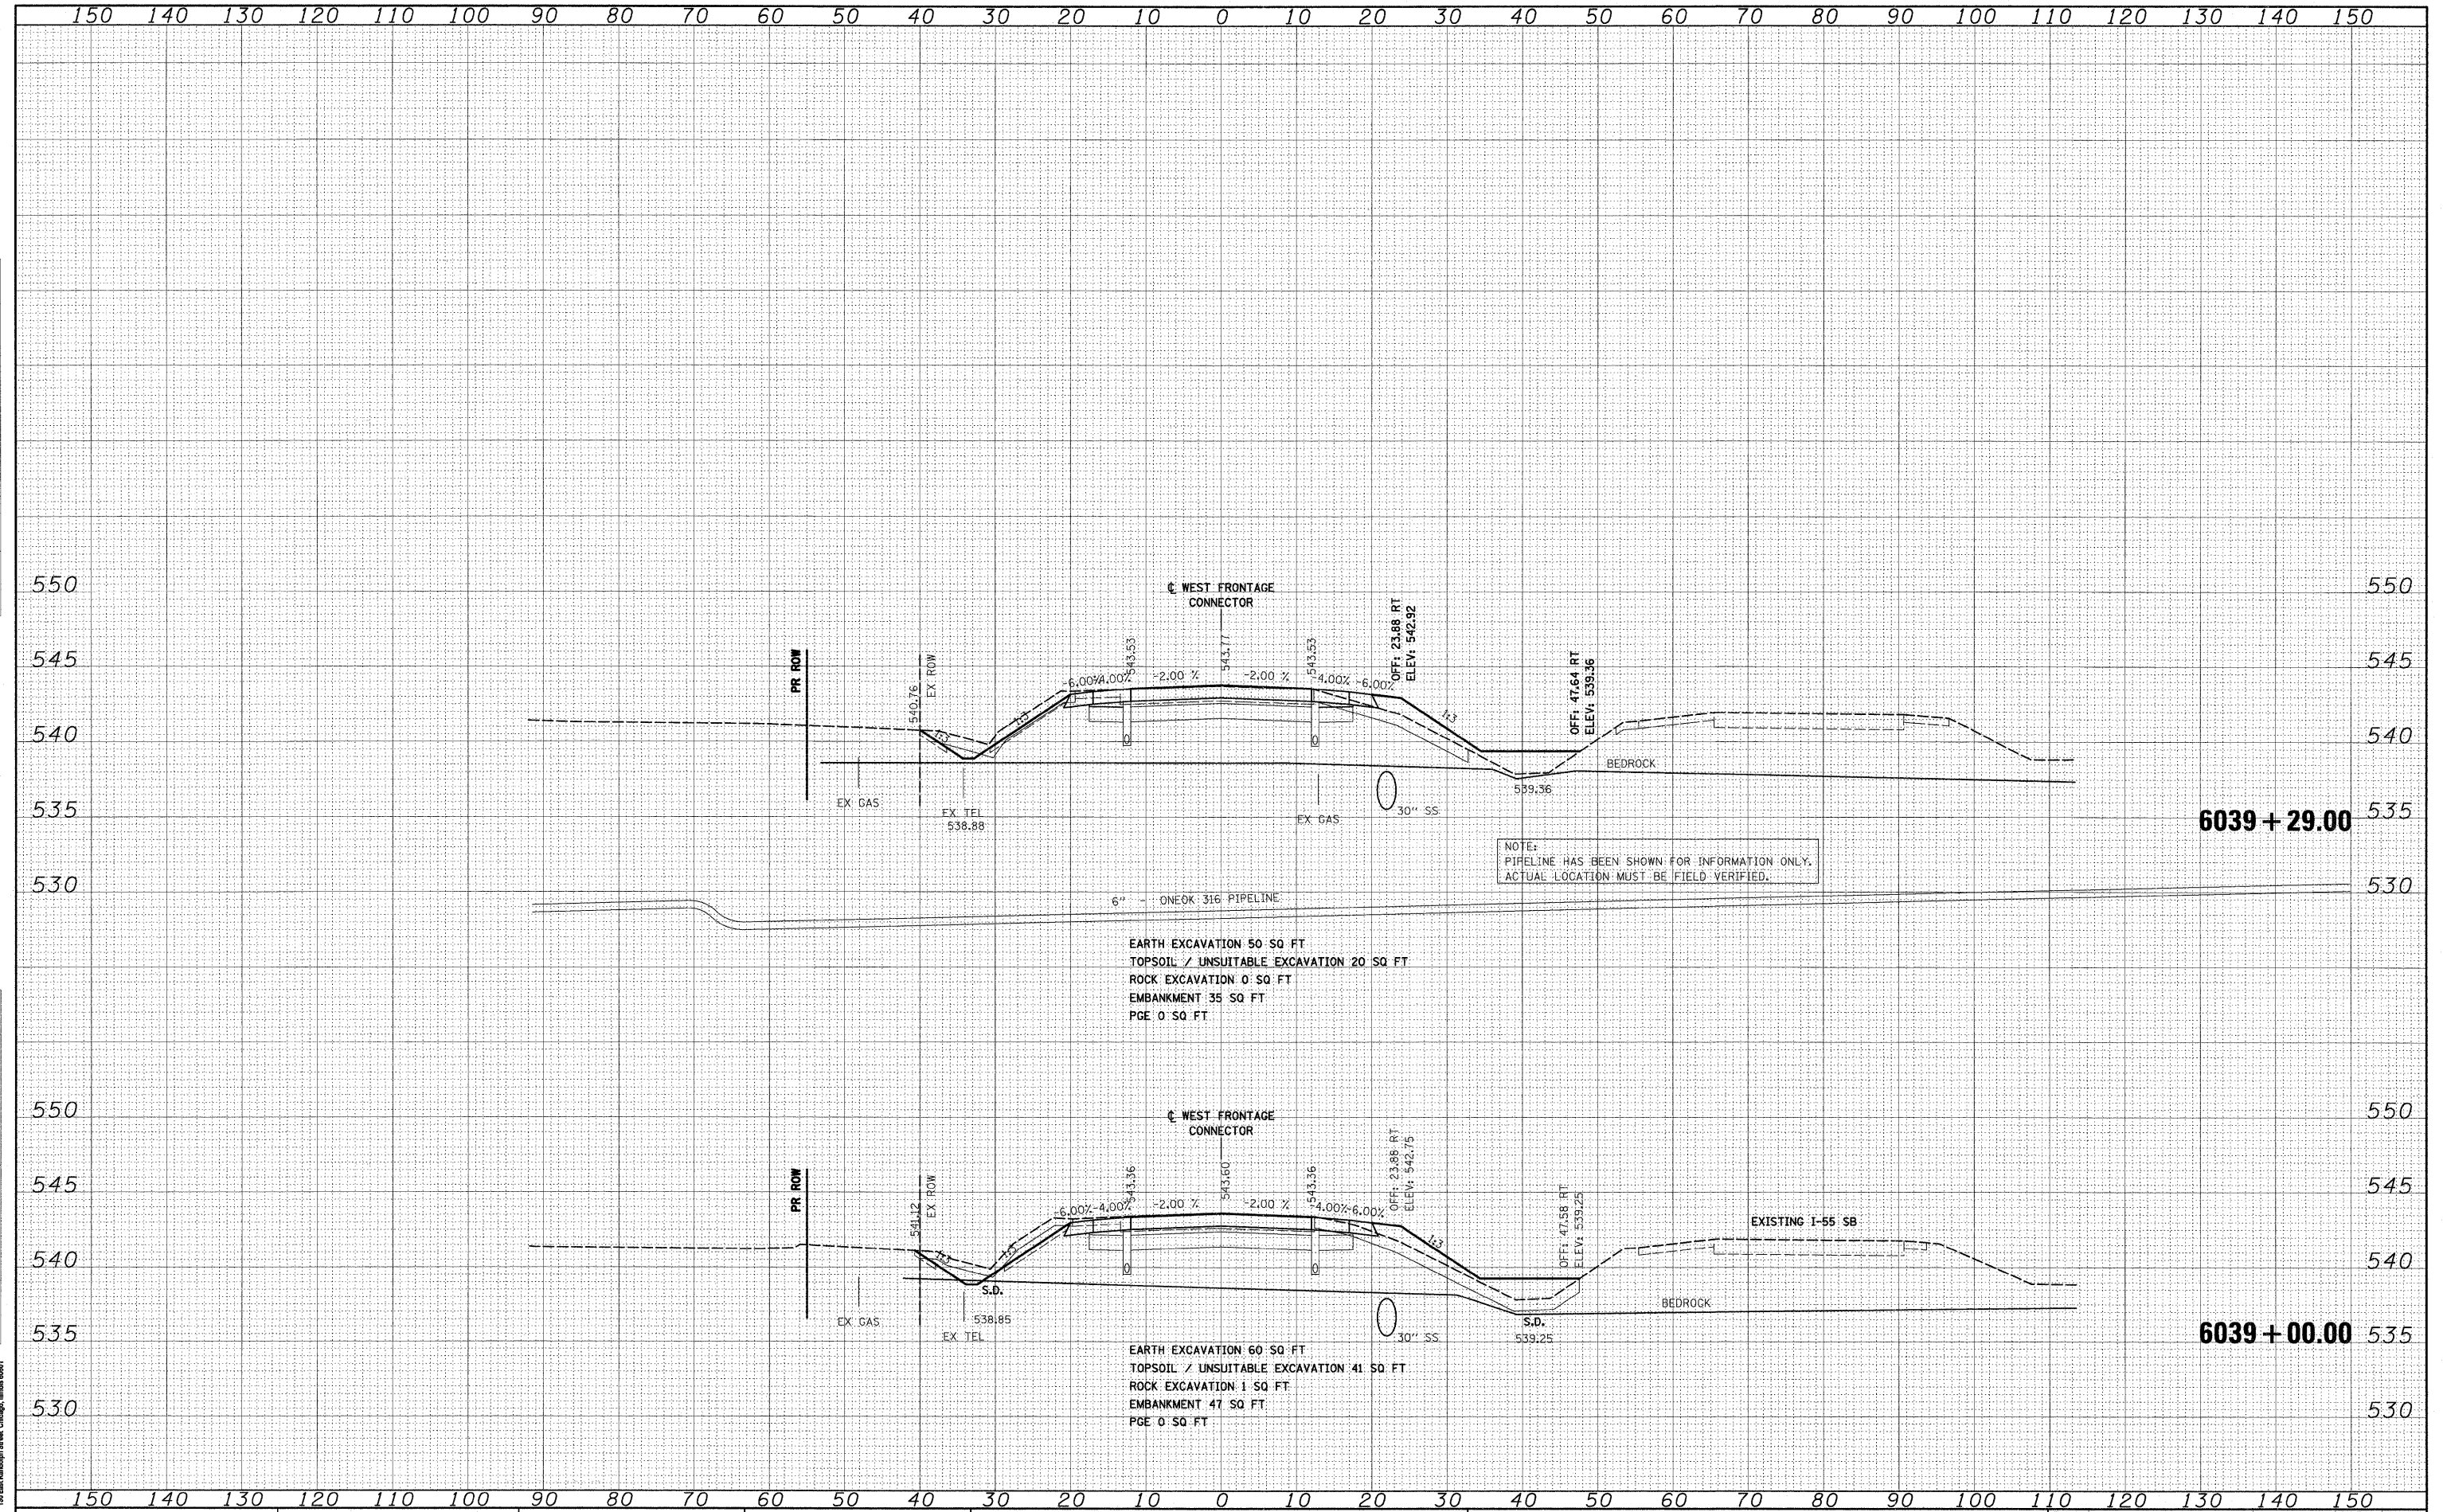 150 140 130 120 110 100 90 80 70 60 50 40 30 20 10 0 10 20 30 40 50 60 70 80 90 100 110 120 130 140 150
550 550
℄ WEST FRONTAGE
CONNECTOR
OFF: 23.88 RT
ELEV: 542.92
545 545
PR ROW
540.76
EX ROW
543.53
543.77
543.53
OFF: 47.64 RT
ELEV: 539.36
-6.00% -4.00% -2.00 % -2.00 % -4.00% -6.00%
1:3 1:3 1:3
540 540
BEDROCK
539.36
EX GAS
EX TEL
538.88
EX GAS
30" SS
535 535
6039 + 29.00
NOTE:
PIPELINE HAS BEEN SHOWN FOR INFORMATION ONLY.
ACTUAL LOCATION MUST BE FIELD VERIFIED.
530 530
6" - ONEOK 316 PIPELINE
EARTH EXCAVATION 50 SQ FT
TOPSOIL / UNSUITABLE EXCAVATION 20 SQ FT
ROCK EXCAVATION 0 SQ FT
EMBANKMENT 35 SQ FT
PGE 0 SQ FT
550 550
℄ WEST FRONTAGE
CONNECTOR
OFF: 23.88 RT
ELEV: 542.75
545 545
PR ROW
541.12
EX ROW
543.36
543.60
543.36
OFF: 47.58 RT
ELEV: 539.25
-6.00% -4.00% -2.00 % -2.00 % -4.00% -6.00%
EXISTING I-55 SB
1:3 1:3 1:3
540 540
S.D.
538.85
BEDROCK
S.D.
539.25
EX GAS
EX TEL
30" SS
535 535
6039 + 00.00
EARTH EXCAVATION 60 SQ FT
TOPSOIL / UNSUITABLE EXCAVATION 41 SQ FT
ROCK EXCAVATION 1 SQ FT
EMBANKMENT 47 SQ FT
PGE 0 SQ FT
530 530
150 140 130 120 110 100 90 80 70 60 50 40 30 20 10 0 10 20 30 40 50 60 70 80 90 100 110 120 130 140 150